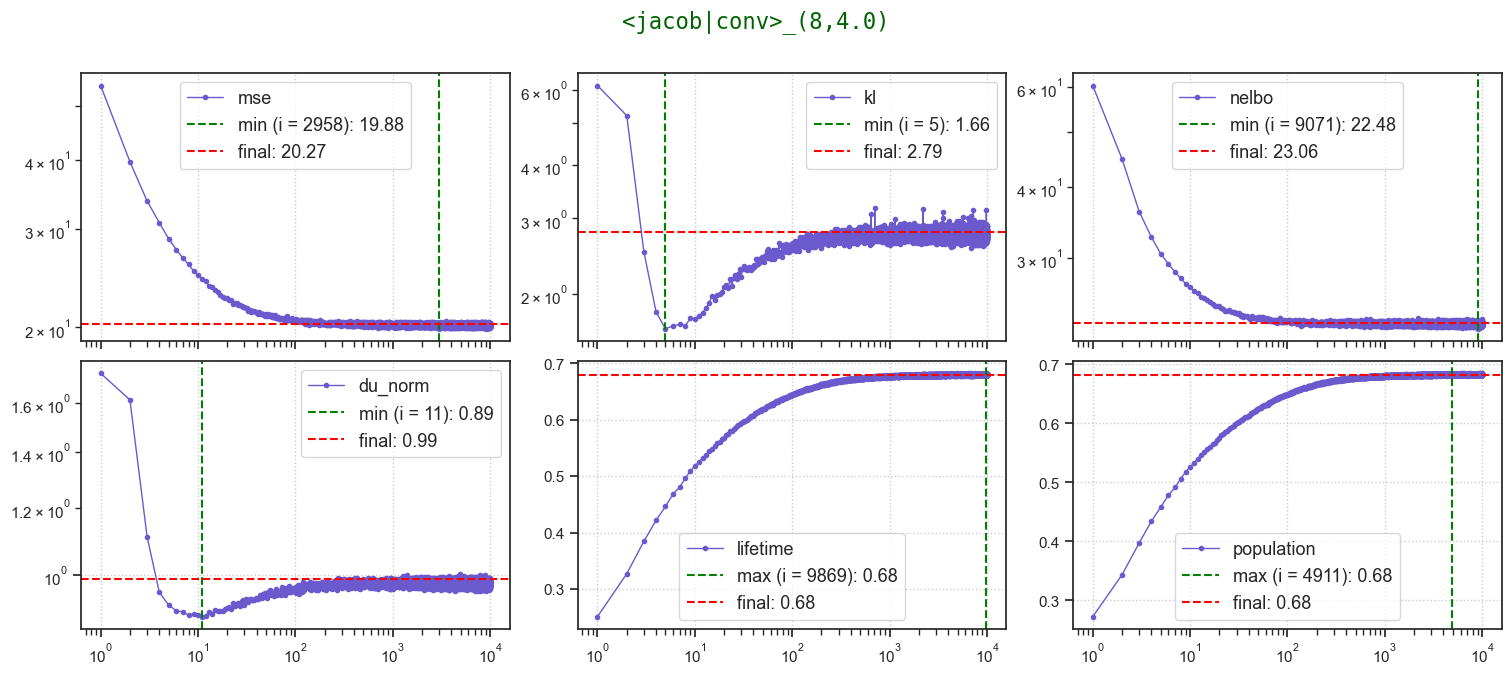 <jacob|conv>_(8,4.0)
mse
min (i = 2958): 19.88
final: 20.27
4 × 10^1
3 × 10^1
2 × 10^1
kl
min (i = 5): 1.66
final: 2.79
6 × 10^0
4 × 10^0
3 × 10^0
2 × 10^0
nelbo
min (i = 9071): 22.48
final: 23.06
6 × 10^1
4 × 10^1
3 × 10^1
du_norm
min (i = 11): 0.89
final: 0.99
1.6 × 10^0
1.4 × 10^0
1.2 × 10^0
10^0
10^0 10^1 10^2 10^3 10^4
0.7
0.6
0.5
0.4
0.3
lifetime
max (i = 9869): 0.68
final: 0.68
10^0 10^1 10^2 10^3 10^4
0.7
0.6
0.5
0.4
0.3
population
max (i = 4911): 0.68
final: 0.68
10^0 10^1 10^2 10^3 10^4